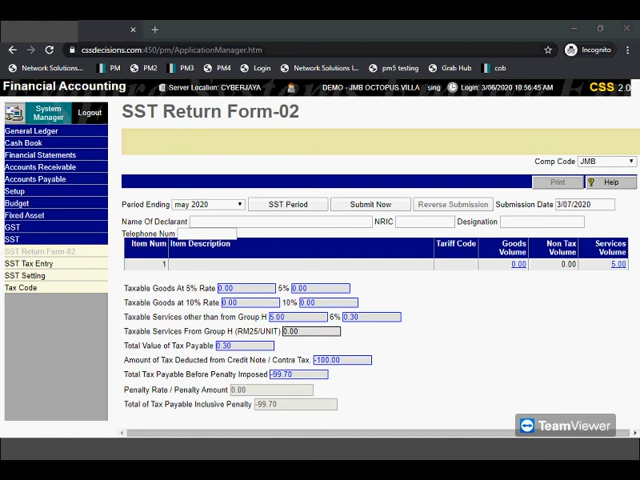 cssdecisions.com:450/pm/ApplicationManager.htm
Incognito
Network Solutions... PM PM2 PM3 PM4 Login Network Solutions I... pm5 testing Grab Hub cob
Financial Accounting Server Location: CYBERJAYA DEMO - JMB OCTOPUS VILLA sing Login: 3/06/2020 10:56:45 AM CSS 2.0
System Manager Logout
General Ledger
Cash Book
Financial Statements
Accounts Receivable
Accounts Payable
Setup
Budget
Fixed Asset
GST
SST
SST Return Form-02
SST Tax Entry
SST Setting
Tax Code
SST Return Form-02
Comp Code JMB
Print ? Help
Period Ending may 2020 SST Period Submit Now Reverse Submission Submission Date 3/07/2020
Name Of Declarant NRIC Designation
Telephone Num
Item Num Item Description Tariff Code Goods Volume Non Tax Volume Services Volume
1 0.00 0.00 5.00
Taxable Goods At 5% Rate 0.00 5% 0.00
Taxable Goods at 10% Rate 0.00 10% 0.00
Taxable Services other than from Group H 5.00 6% 0.30
Taxable Services From Group H (RM25/UNIT) 0.00
Total Value of Tax Payable 0.30
Amount of Tax Deducted from Credit Note / Contra Tax -100.00
Total Tax Payable Before Penalty Imposed -99.70
Penalty Rate / Penalty Amount 0.00
Total of Tax Payable Inclusive Penalty -99.70
TeamViewer